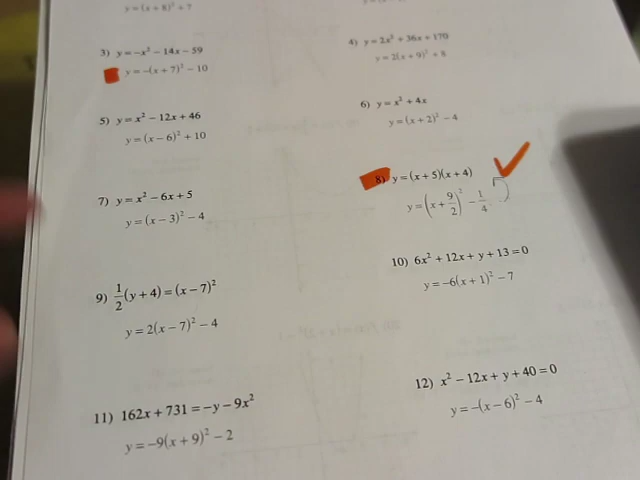 y = (x + 8)² + 7
3) y = −x² − 14x − 59
y = −(x + 7)² − 10
4) y = 2x² + 36x + 170
y = 2(x + 9)² + 8
5) y = x² − 12x + 46
y = (x − 6)² + 10
6) y = x² + 4x
y = (x + 2)² − 4
7) y = x² − 6x + 5
y = (x − 3)² − 4
8) y = (x + 5)(x + 4)
y = (x + 9/2)² − 1/4
9) 1/2(y + 4) = (x − 7)²
y = 2(x − 7)² − 4
10) 6x² + 12x + y + 13 = 0
y = −6(x + 1)² − 7
11) 162x + 731 = −y − 9x²
y = −9(x + 9)² − 2
12) x² − 12x + y + 40 = 0
y = −(x − 6)² − 4